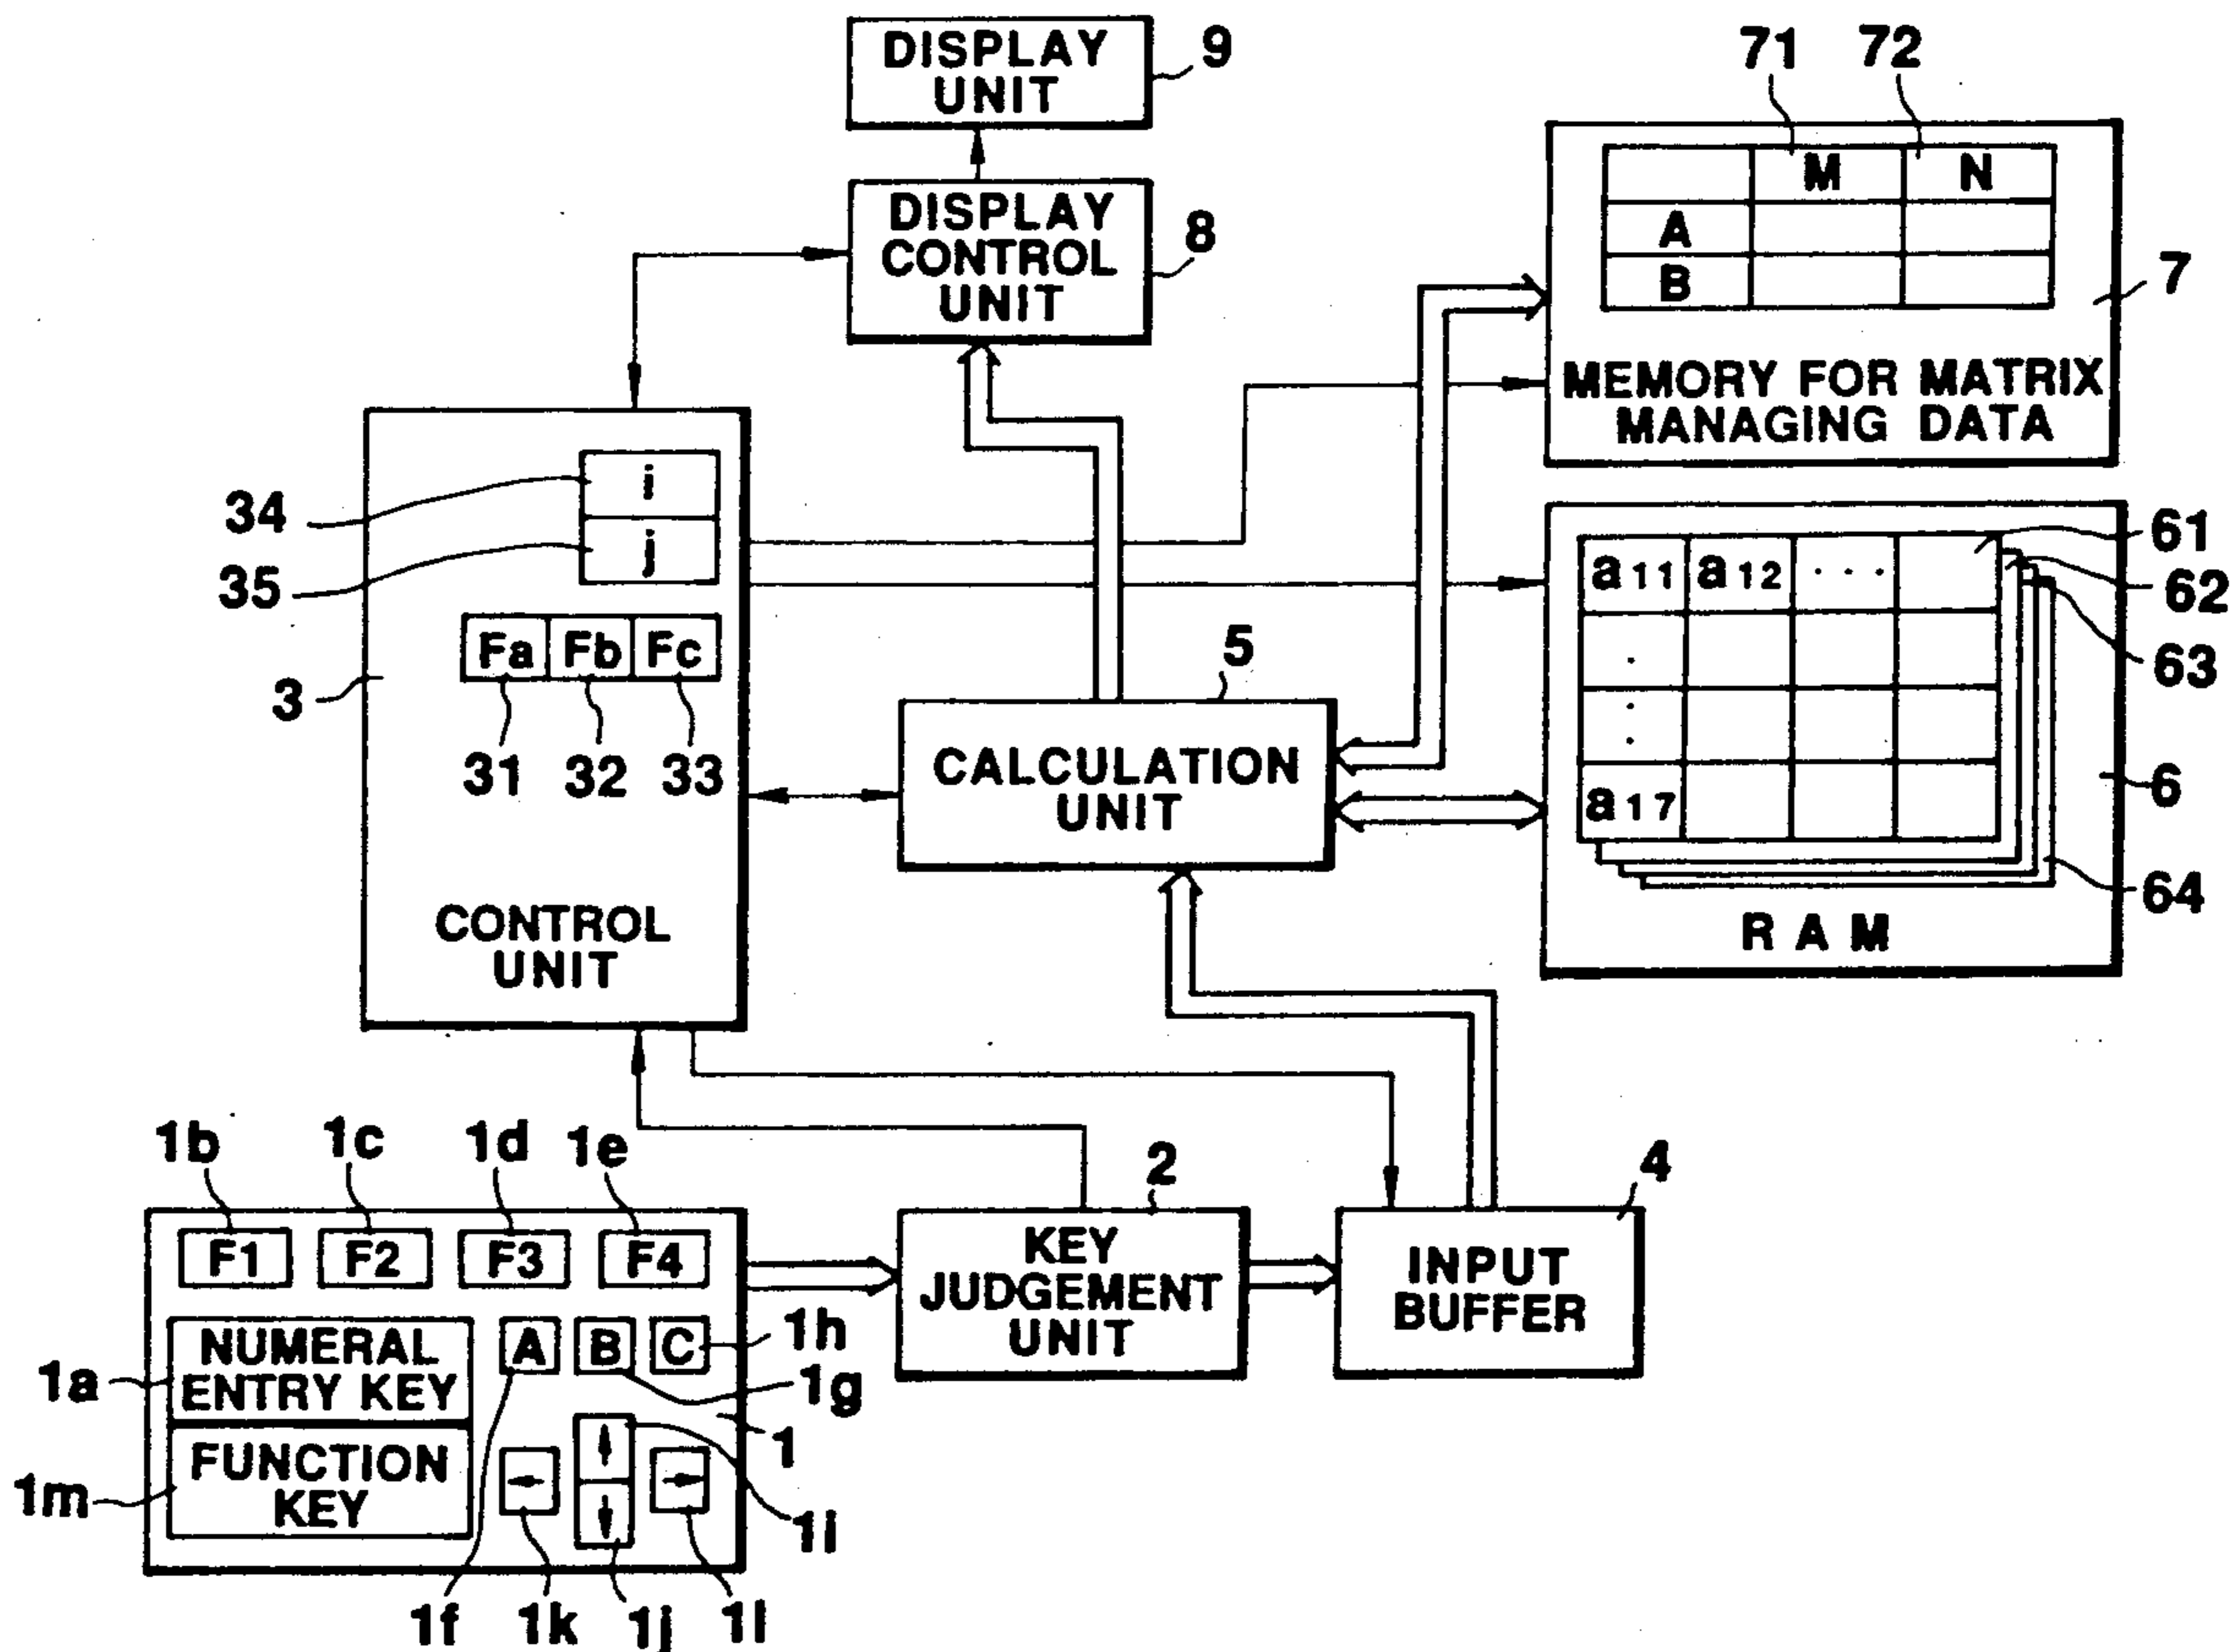 DISPLAY
UNIT
9
71 72
M N
A
B
7
MEMORY FOR MATRIX
MANAGING DATA
DISPLAY
CONTROL
UNIT
8
34
i
35
j
Fa Fb Fc
3
31 32 33
CONTROL
UNIT
5
CALCULATION
UNIT
a11 a12 ...
a17
61
62
63
6
64
RAM
1b 1c 1d 1e
F1 F2 F3 F4
NUMERAL
ENTRY KEY
1a
A B C
1h
1g
1
FUNCTION
KEY
1m
← ↑ ↓ →
1i
1f 1k 1j 1l
2
KEY
JUDGEMENT
UNIT
4
INPUT
BUFFER